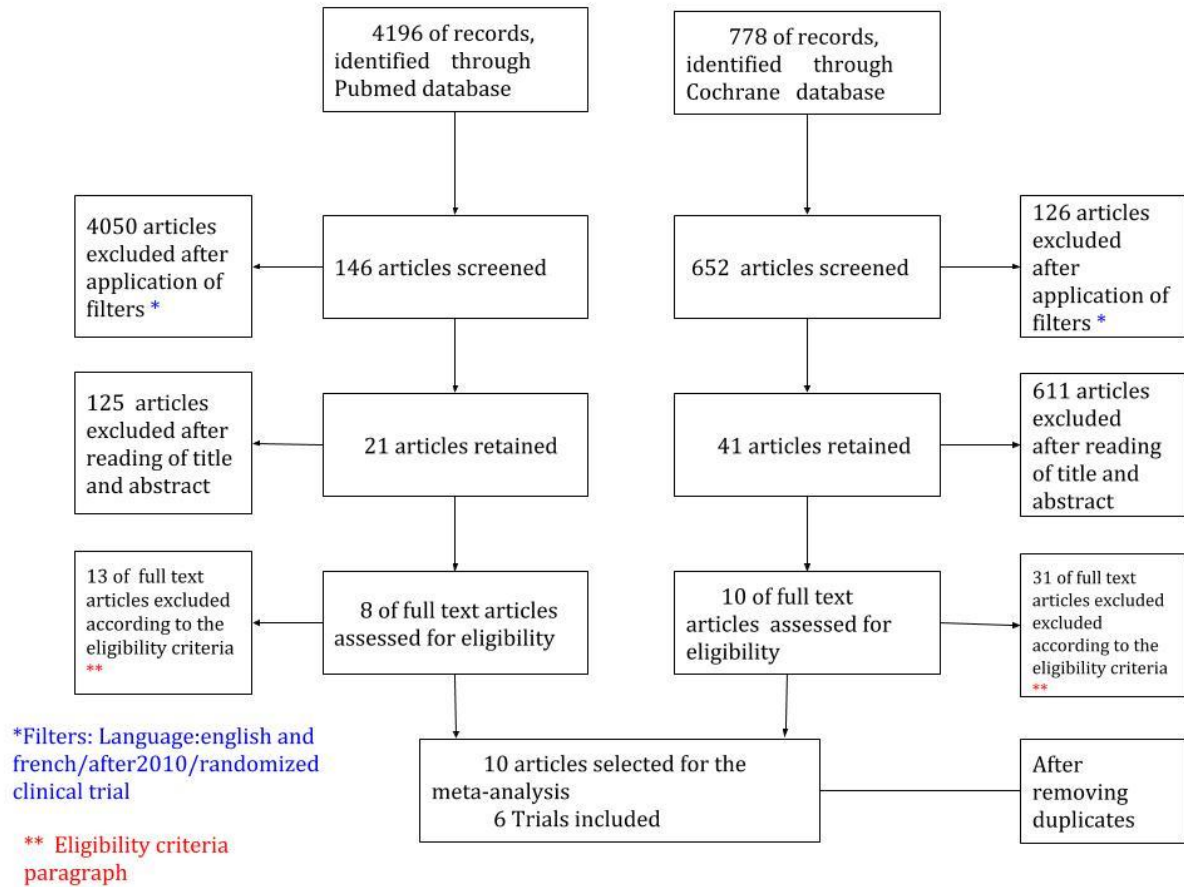 4196 of records,
identified through
Pubmed database
778 of records,
identified through
Cochrane database
4050 articles
excluded after
application of
filters *
146 articles screened
652 articles screened
126 articles
excluded
after
application of
filters *
125 articles
excluded after
reading of title
and abstract
21 articles retained
41 articles retained
611 articles
excluded
after reading
of title and
abstract
13 of full text
articles excluded
according to the
eligibility criteria
**
8 of full text articles
assessed for eligibility
10 of full text
articles assessed for
eligibility
31 of full text
articles excluded
excluded
according to the
eligibility criteria
**
*Filters: Language:english and
french/after2010/randomized
clinical trial
10 articles selected for the
meta-analysis
6 Trials included
After
removing
duplicates
** Eligibility criteria
paragraph